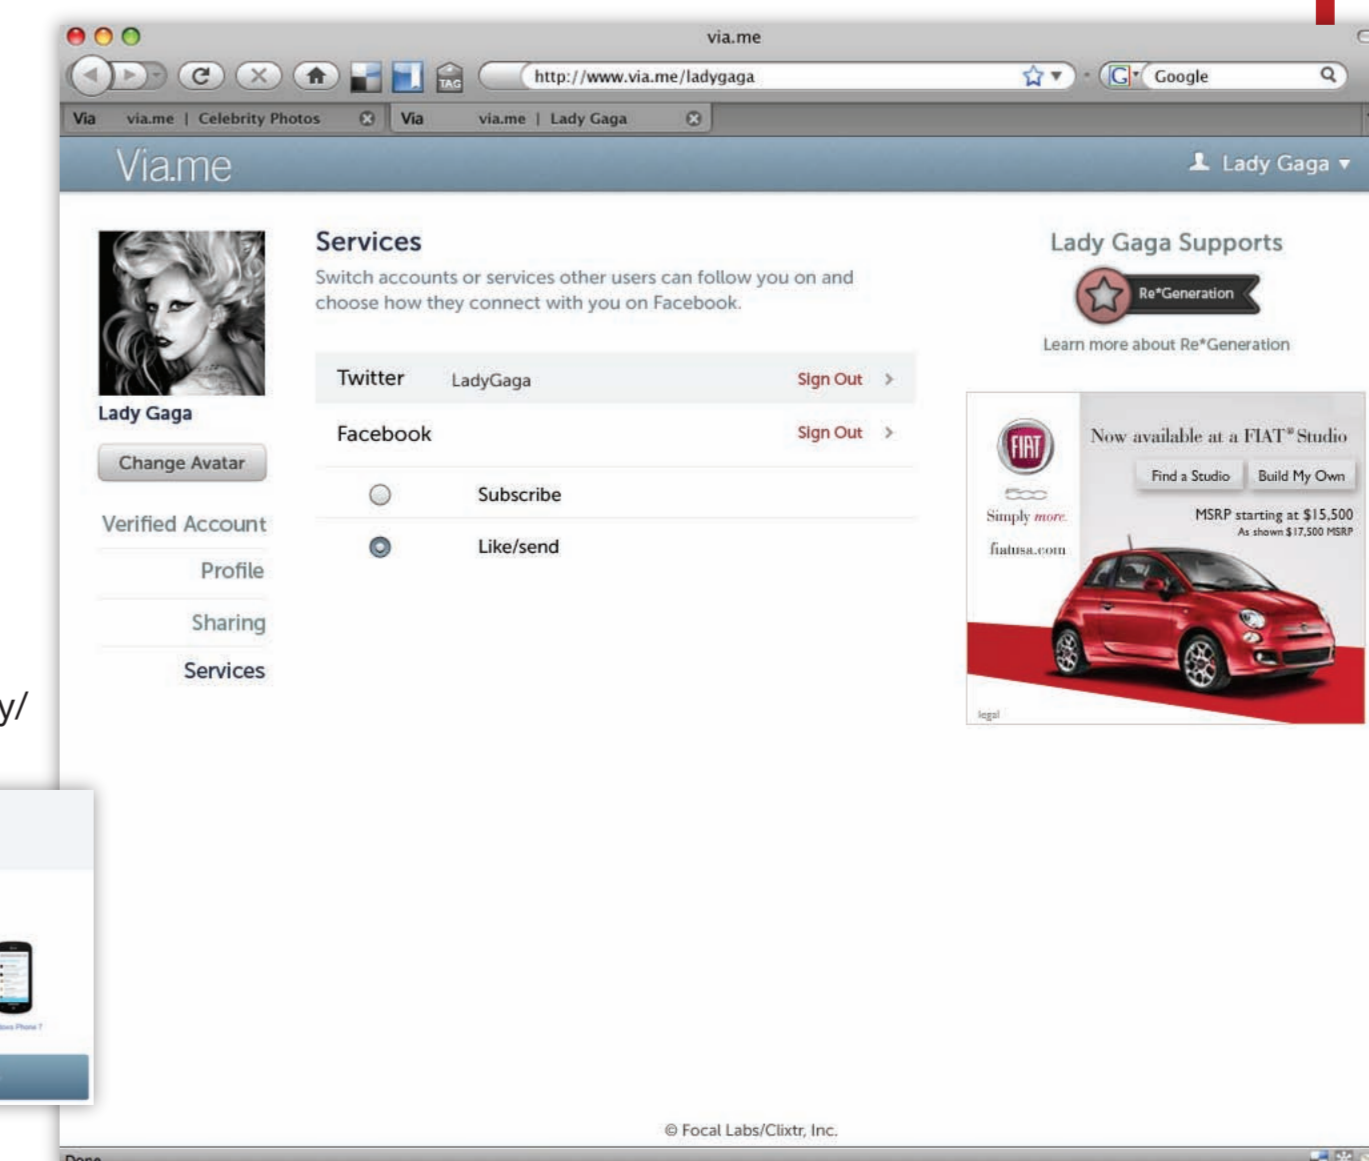 via.me
TAG
http://www.via.me/ladygaga
G
Google
Via via.me | Celebrity Photos
Via via.me | Lady Gaga
Via.me
Lady Gaga
Lady Gaga
Change Avatar
Verified Account
Profile
Sharing
Services
Services
Switch accounts or services other users can follow you on and
choose how they connect with you on Facebook.
Twitter LadyGaga Sign Out >
Facebook Sign Out >
Subscribe
Like/send
Lady Gaga Supports
Re*Generation
Learn more about Re*Generation
FIAT
500
Simply more.
fiatusa.com
Now available at a FIAT® Studio
Find a Studio Build My Own
MSRP starting at $15,500
As shown $17,500 MSRP
legal
y/
Phone 7
© Focal Labs/Clixtr, Inc.
Done